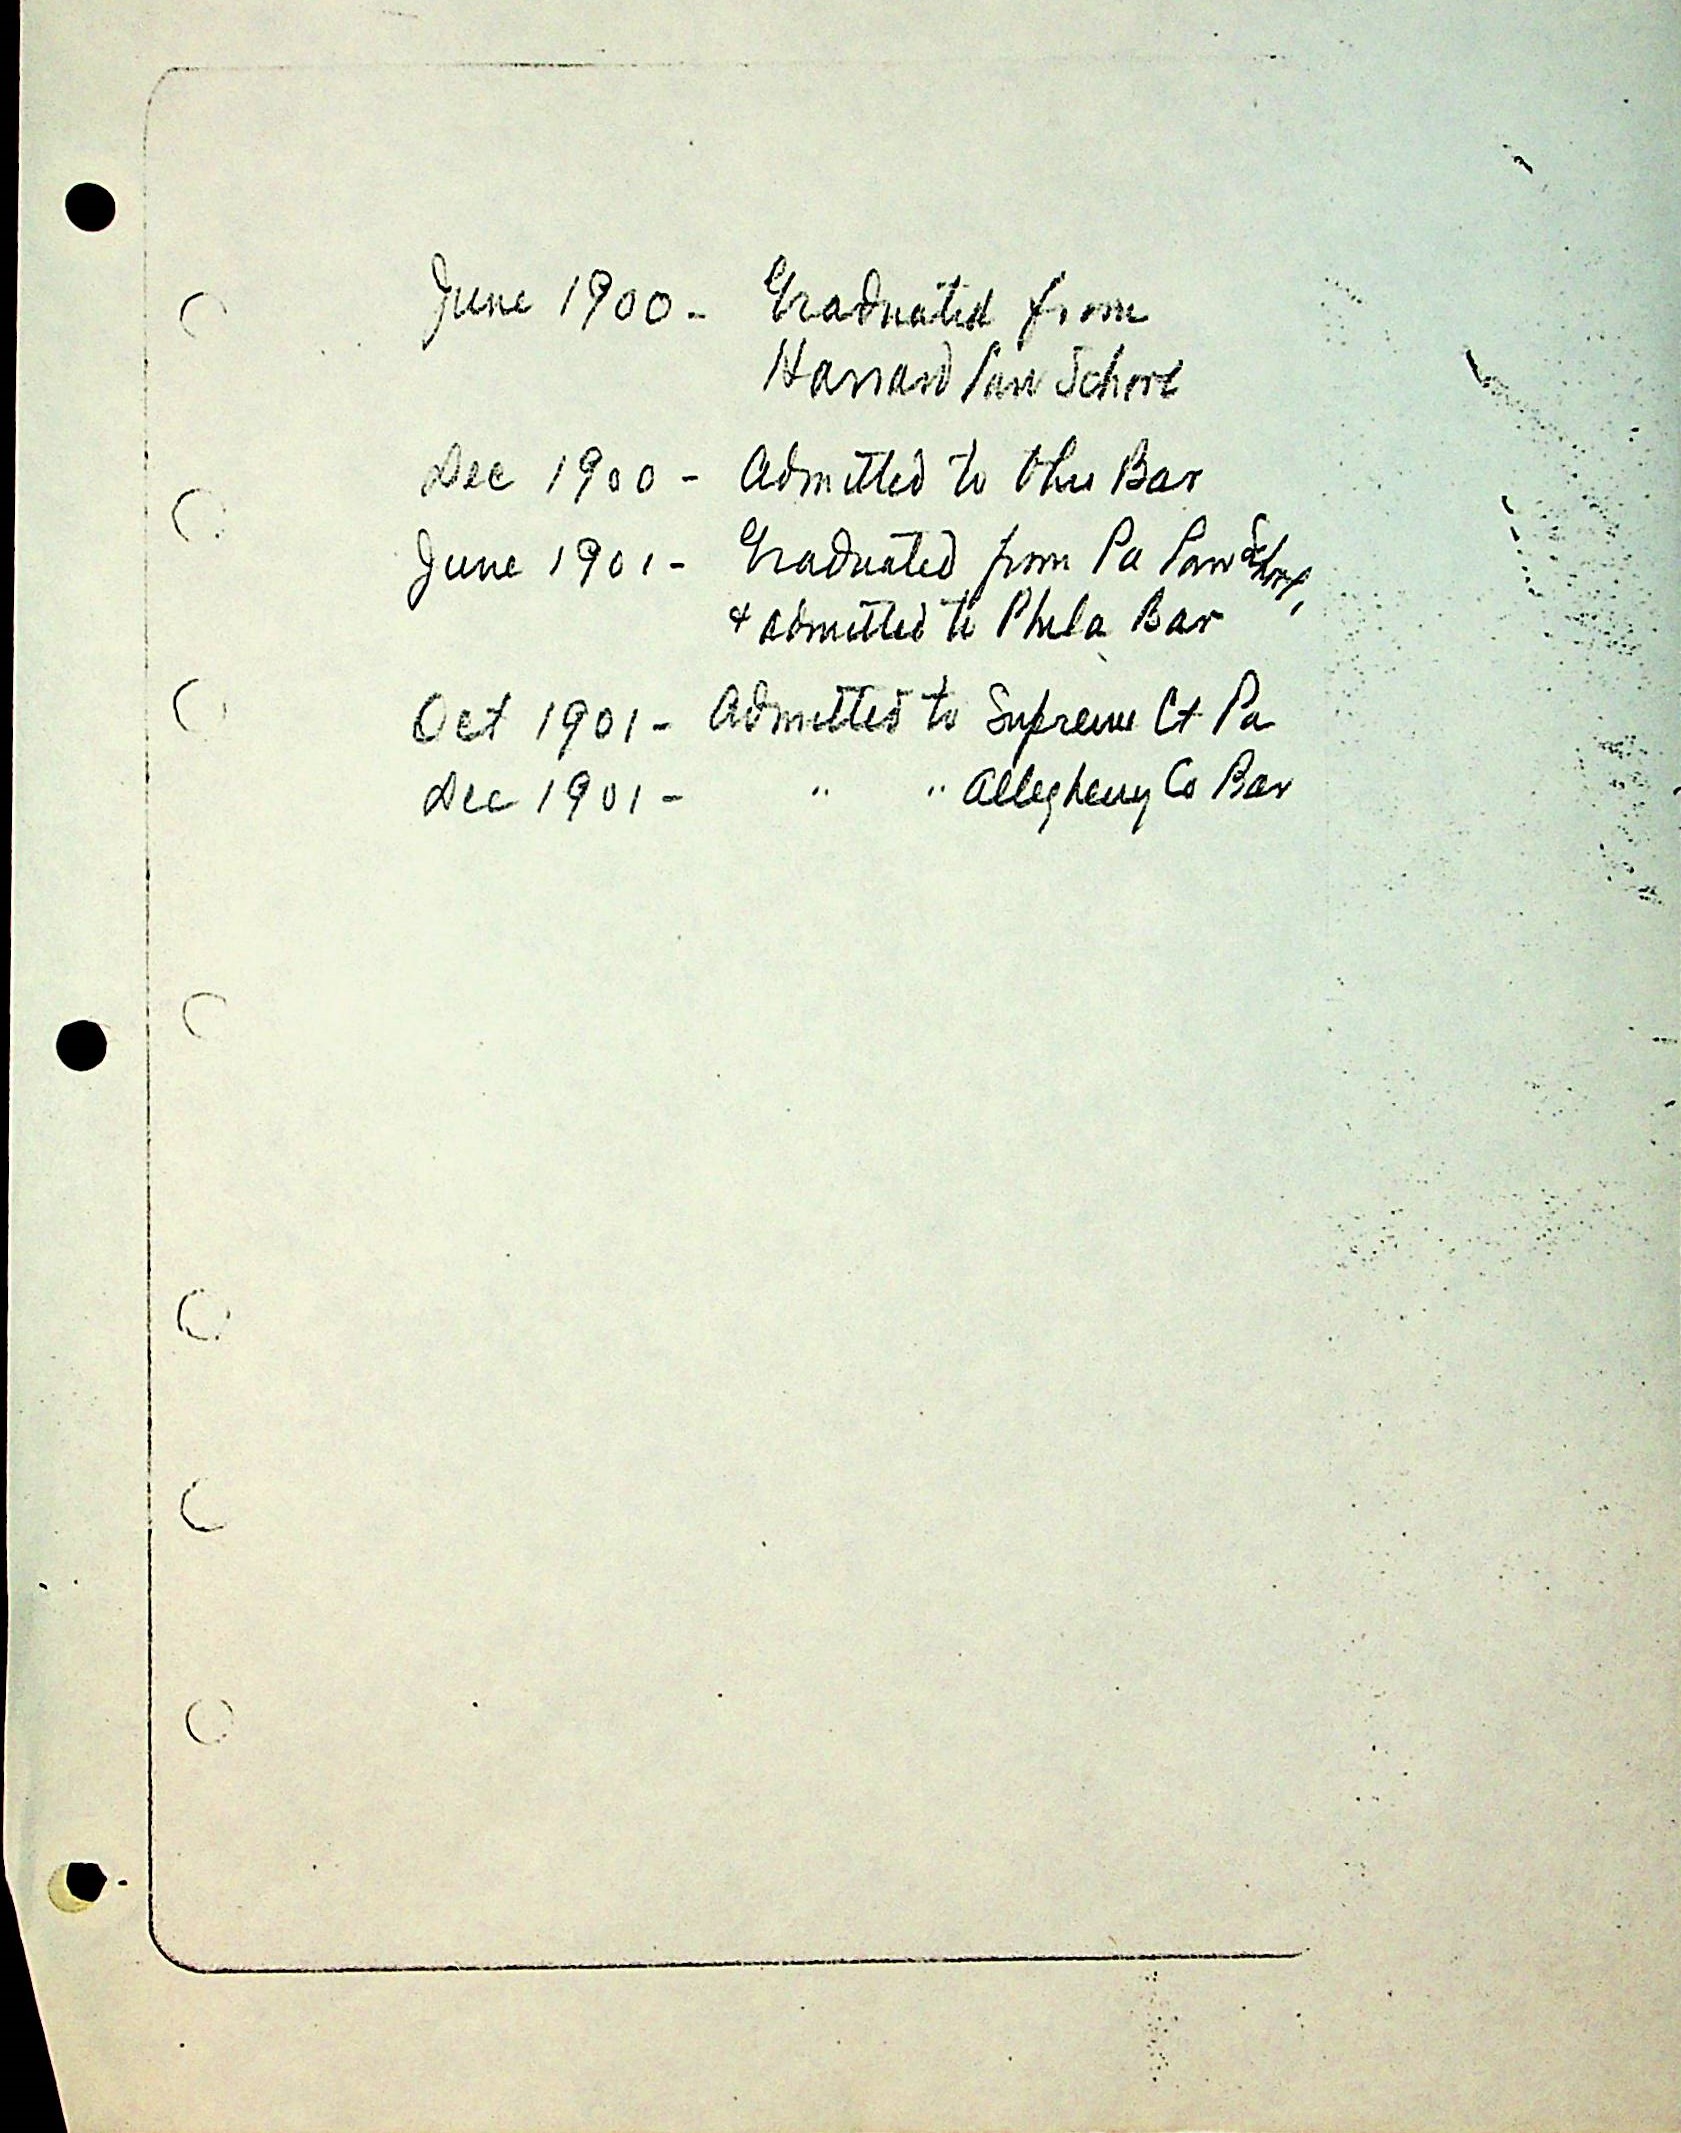 June 1900 - Graduated from
Harvard Law School
Dec 1900 - Admitted to Ohio Bar
June 1901 - Graduated from Pa Law School,
& admitted to Phila Bar
Oct 1901 - Admitted to Supreme Ct Pa
Dec 1901 - " " Allegheny Co Bar